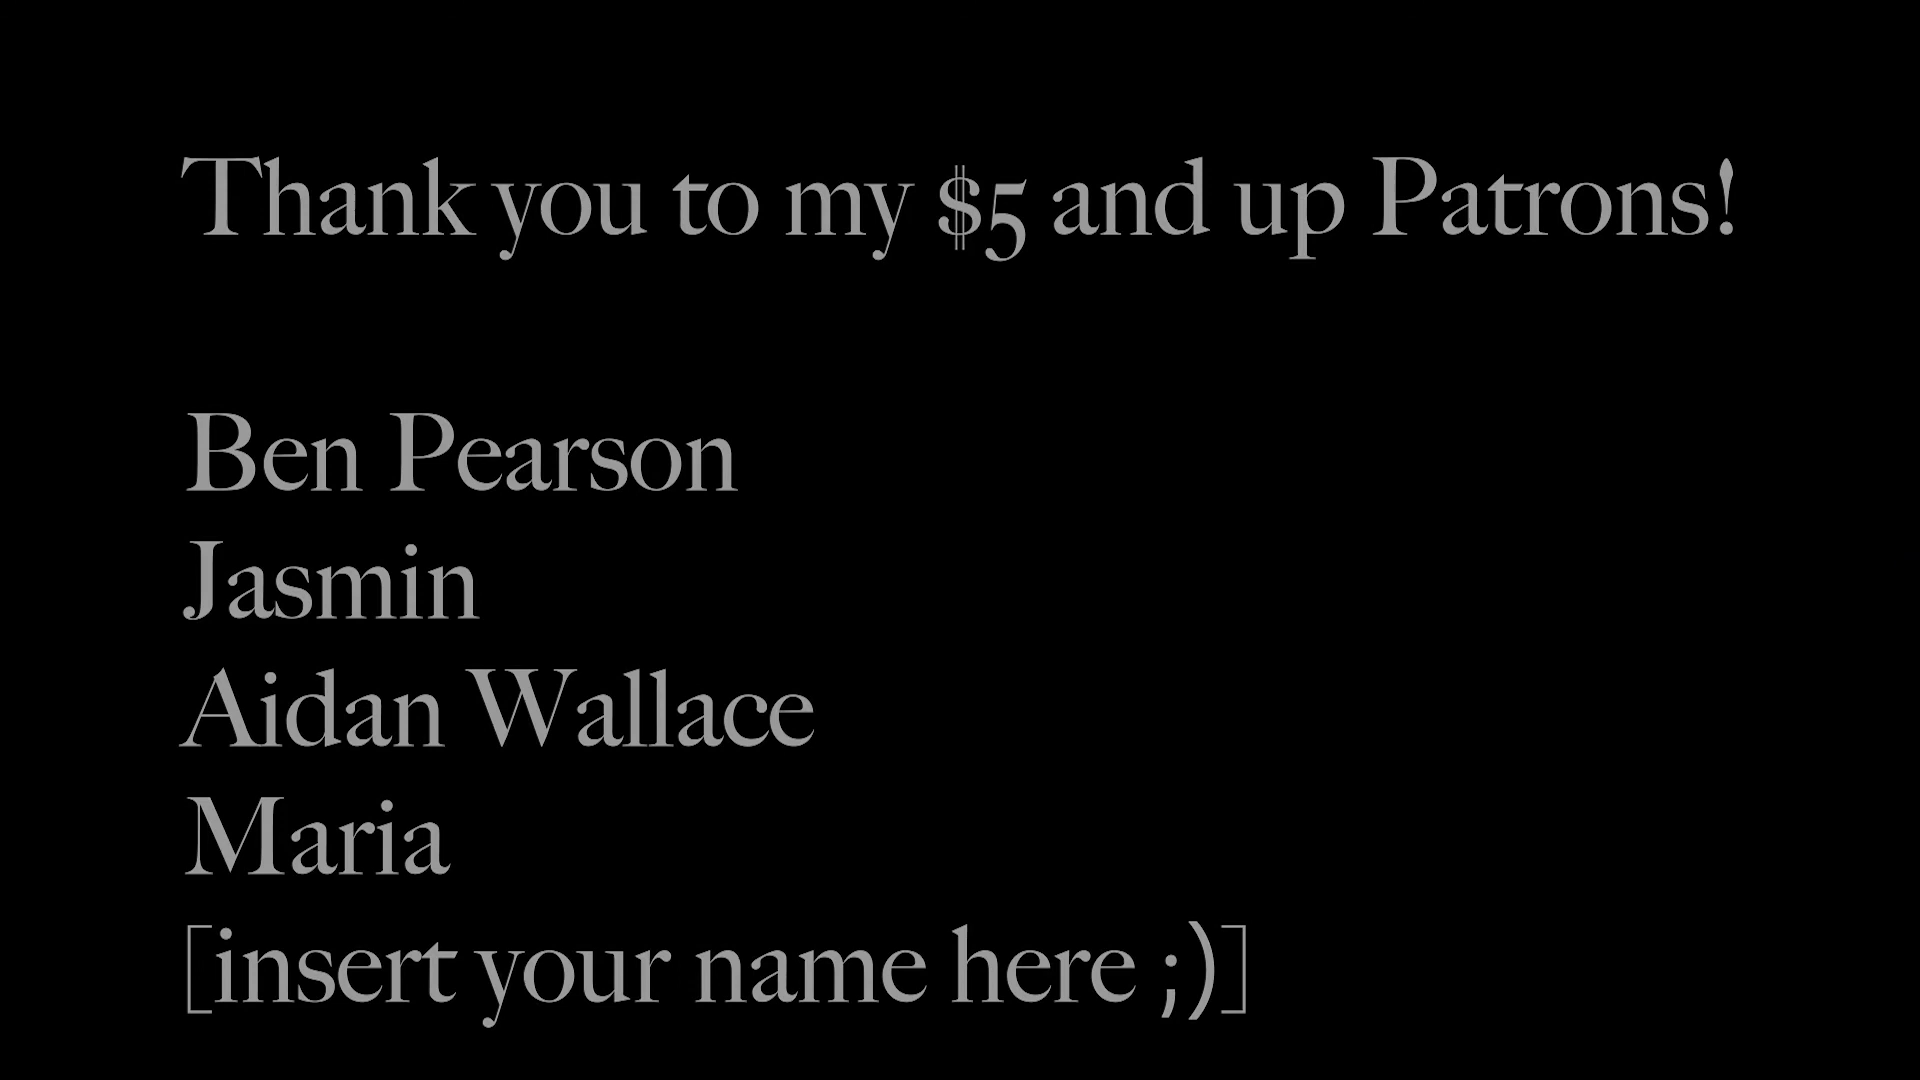 Thank you to my $5 and up Patrons!
Ben Pearson
Jasmin
Aidan Wallace
Maria
[insert your name here ;)]